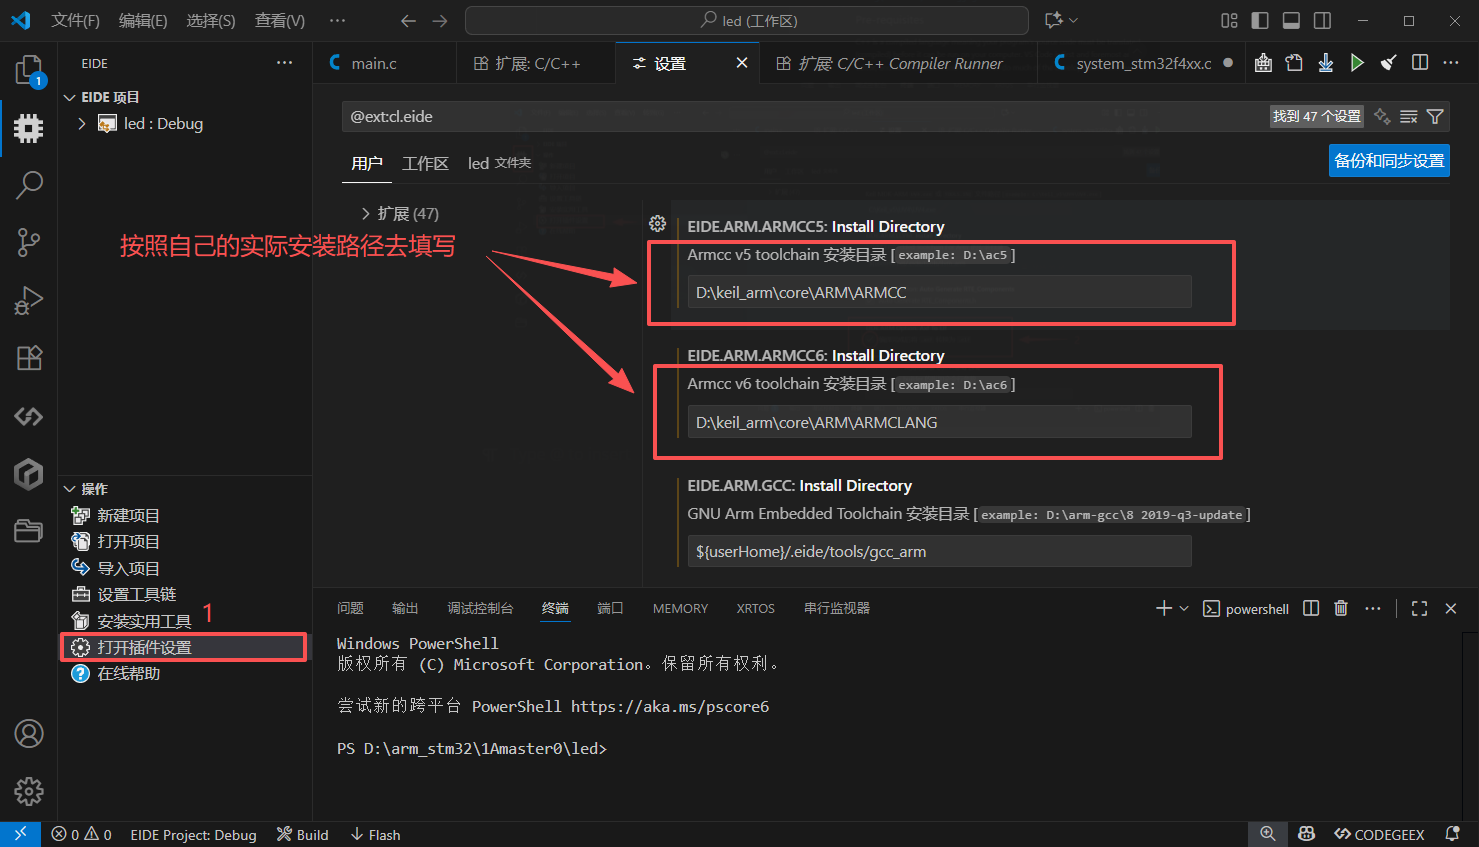 文件(F) 编辑(E) 选择(S) 查看(V) ··· led (工作区)
EIDE ···
main.c 扩展: C/C++ 设置 扩展: C/C++ Compiler Runner system_stm32f4xx.c
1
EIDE 项目
led : Debug
@ext:cl.eide 找到 47 个设置
用户 工作区 led 文件夹 备份和同步设置
扩展 (47)
按照自己的实际安装路径去填写
EIDE.ARM.ARMCC5: Install Directory
Armcc v5 toolchain 安装目录 [example: D:\ac5]
D:\keil_arm\core\ARM\ARMCC
EIDE.ARM.ARMCC6: Install Directory
Armcc v6 toolchain 安装目录 [example: D:\ac6]
D:\keil_arm\core\ARM\ARMCLANG
EIDE.ARM.GCC: Install Directory
GNU Arm Embedded Toolchain 安装目录 [example: D:\arm-gcc\8 2019-q3-update]
${userHome}/.eide/tools/gcc_arm
操作
新建项目
打开项目
导入项目
设置工具链
安装实用工具
1
打开插件设置
在线帮助
问题 输出 调试控制台 终端 端口 MEMORY XRTOS 串行监视器 powershell
Windows PowerShell
版权所有 (C) Microsoft Corporation。保留所有权利。
尝试新的跨平台 PowerShell https://aka.ms/pscore6
PS D:\arm_stm32\1Amaster0\led>
0 0 EIDE Project: Debug Build Flash CODEGEEX